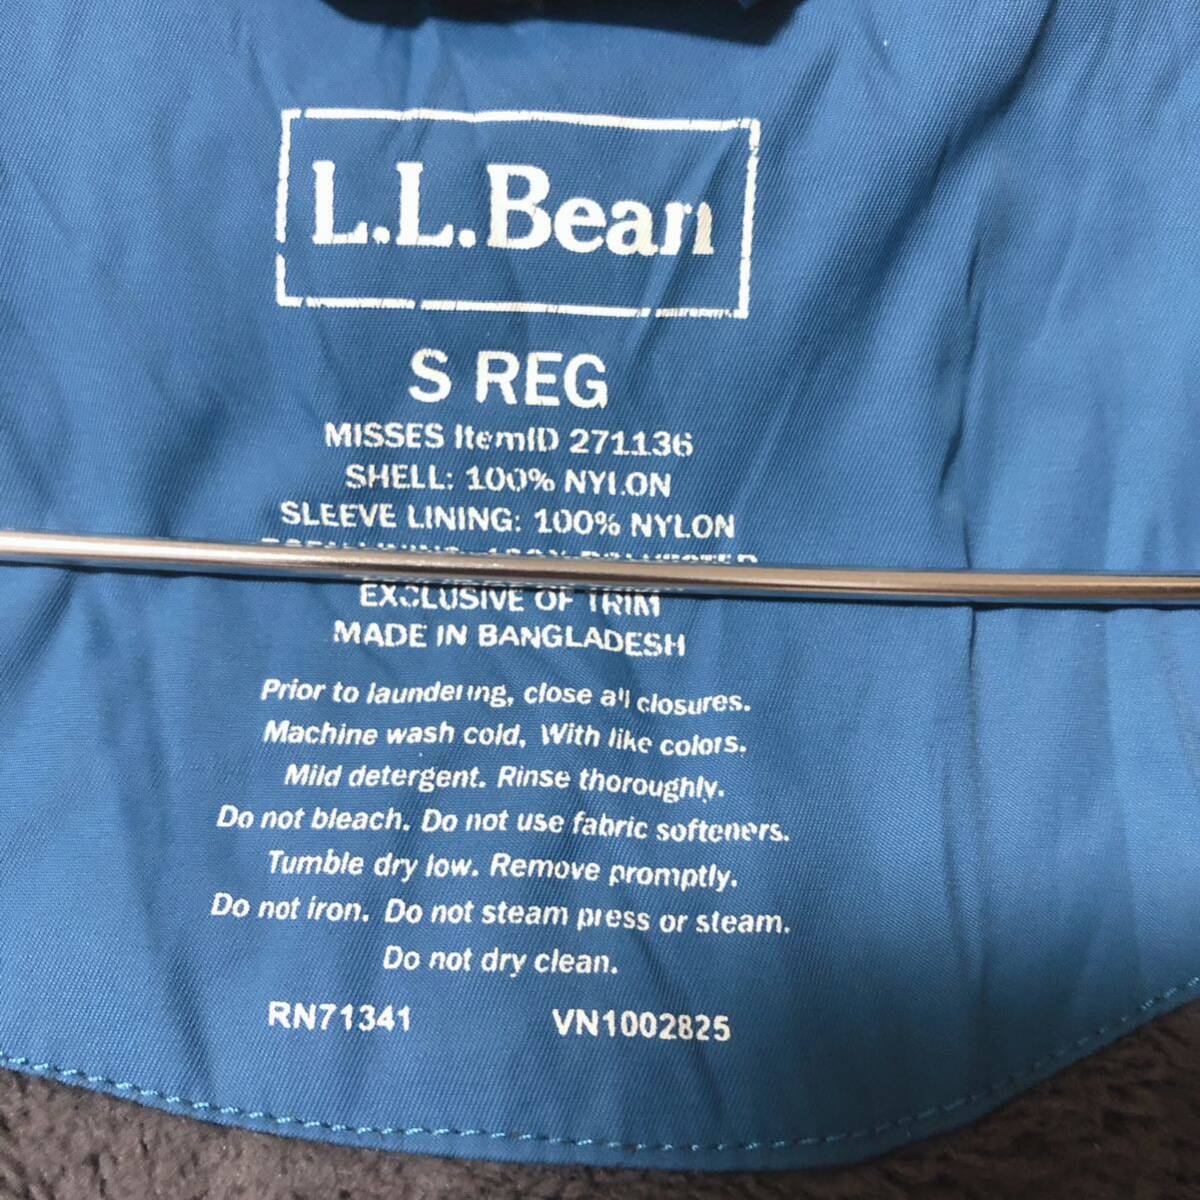 L.L.Bean
S REG
MISSES ItemID 271136
SHELL: 100% NYLON
SLEEVE LINING: 100% NYLON
LINING: 100% POLYESTER
EXCLUSIVE OF TRIM
MADE IN BANGLADESH
Prior to laundering, close all closures.
Machine wash cold, With like colors.
Mild detergent. Rinse thoroughly.
Do not bleach. Do not use fabric softeners.
Tumble dry low. Remove promptly.
Do not iron. Do not steam press or steam.
Do not dry clean.
RN71341 VN1002825